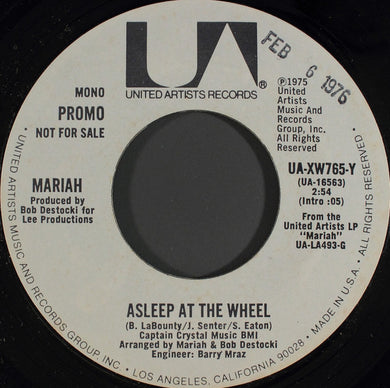 UA
®
UNITED ARTISTS RECORDS
FEB 6 1976
MONO
PROMO
NOT FOR SALE
℗1975
United
Artists
Music And
Records
Group, Inc.
All Rights
Reserved
MARIAH
Produced by
Bob Destocki for
Lee Productions
UA-XW765-Y
(UA-16563)
2:54
(Intro :05)
From the
United Artists LP
"Mariah"
UA-LA493-G
ASLEEP AT THE WHEEL
(B. LaBounty/J. Senter/S. Eaton)
Captain Crystal Music BMI
Arranged by Mariah & Bob Destocki
Engineer: Barry Mraz
• UNITED ARTISTS MUSIC AND RECORDS GROUP INC. • LOS ANGELES, CALIFORNIA 90028 • MADE IN U.S.A. • ALL RIGHTS RESERVED •